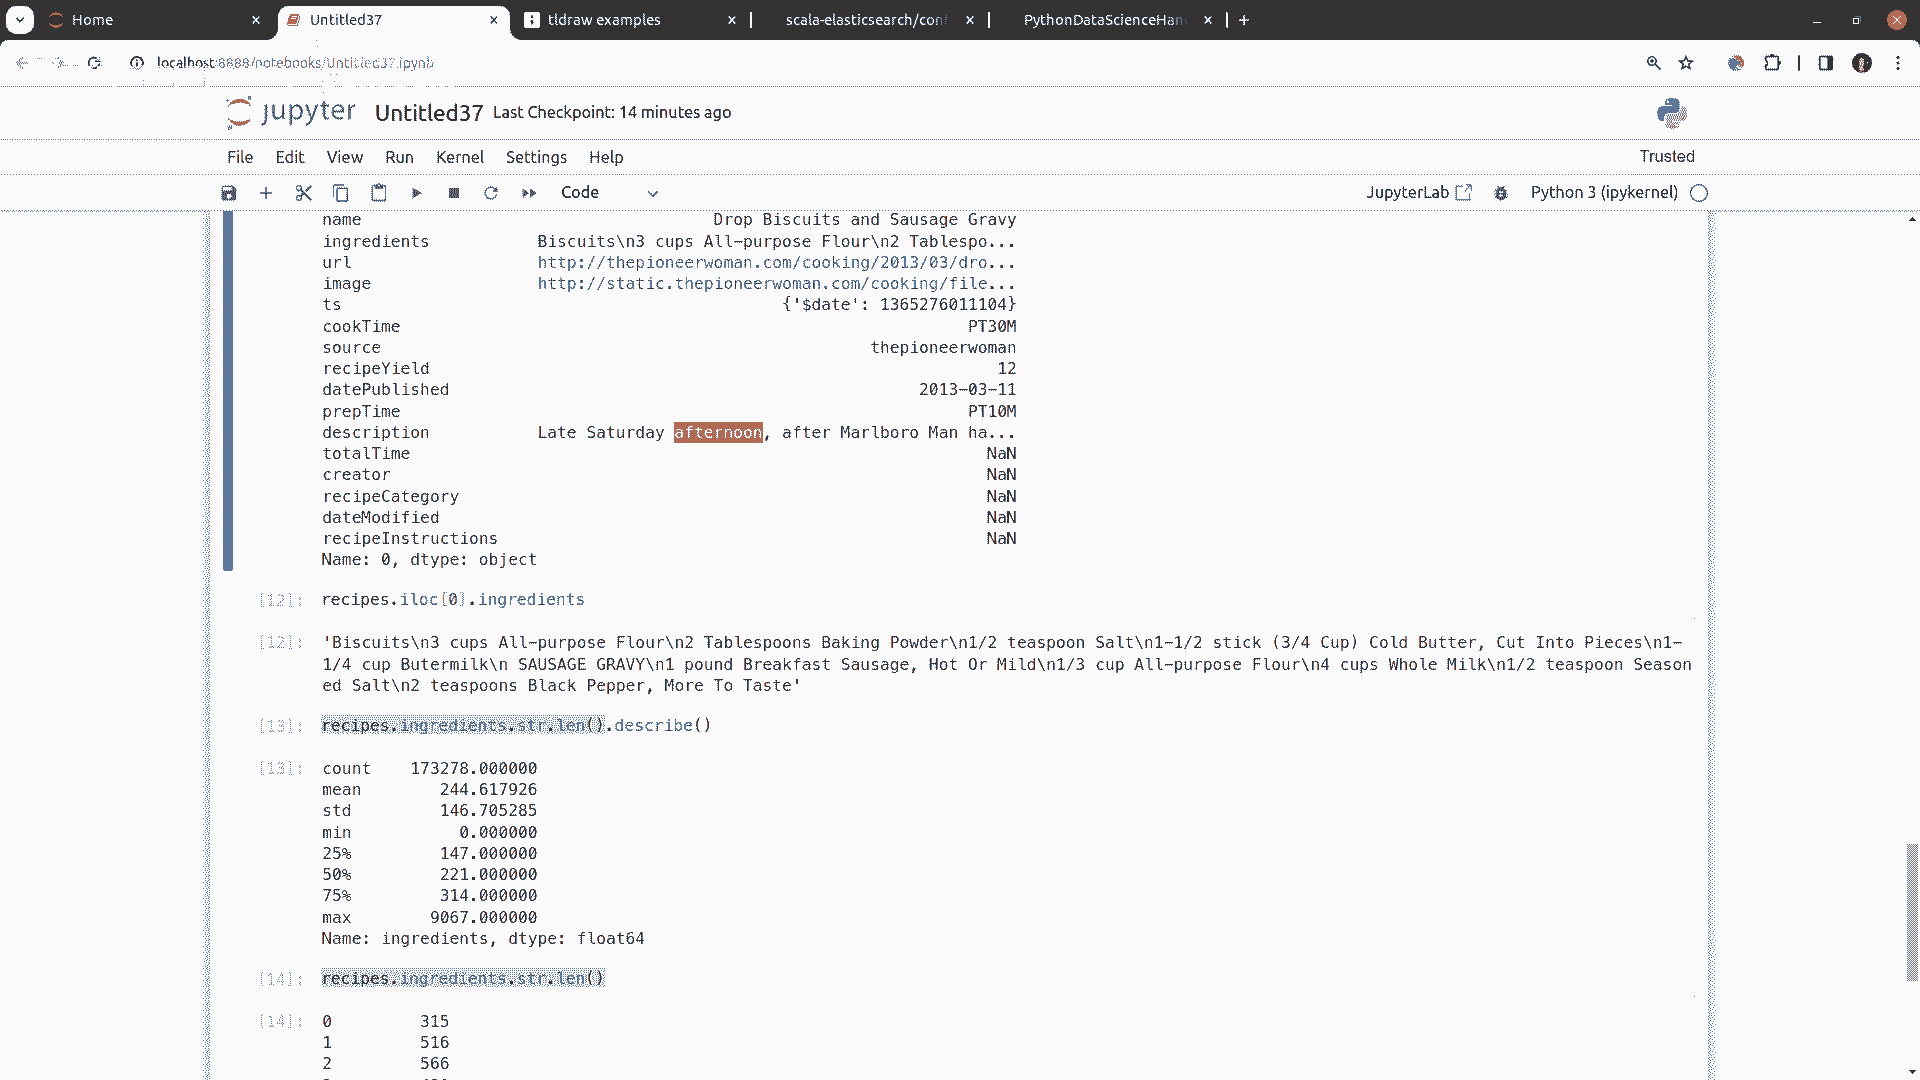 Home
Untitled37
tldraw examples
scala-elasticsearch/con
PythonDataScienceHan
localhost:8888/notebooks/Untitled37.ipynb
jupyter Untitled37 Last Checkpoint: 14 minutes ago
File Edit View Run Kernel Settings Help
Trusted
Code
JupyterLab
Python 3 (ipykernel)
name Drop Biscuits and Sausage Gravy
ingredients Biscuits\n3 cups All-purpose Flour\n2 Tablespo...
url http://thepioneerwoman.com/cooking/2013/03/dro...
image http://static.thepioneerwoman.com/cooking/file...
ts {'$date': 1365276011104}
cookTime PT30M
source thepioneerwoman
recipeYield 12
datePublished 2013-03-11
prepTime PT10M
description Late Saturday afternoon, after Marlboro Man ha...
totalTime NaN
creator NaN
recipeCategory NaN
dateModified NaN
recipeInstructions NaN
Name: 0, dtype: object
[12]: recipes.iloc[0].ingredients
[12]: 'Biscuits\n3 cups All-purpose Flour\n2 Tablespoons Baking Powder\n1/2 teaspoon Salt\n1-1/2 stick (3/4 Cup) Cold Butter, Cut Into Pieces\n1-
1/4 cup Butermilk\n SAUSAGE GRAVY\n1 pound Breakfast Sausage, Hot Or Mild\n1/3 cup All-purpose Flour\n4 cups Whole Milk\n1/2 teaspoon Season
ed Salt\n2 teaspoons Black Pepper, More To Taste'
[13]: recipes.ingredients.str.len().describe()
[13]: count 173278.000000
mean 244.617926
std 146.705285
min 0.000000
25% 147.000000
50% 221.000000
75% 314.000000
max 9067.000000
Name: ingredients, dtype: float64
[14]: recipes.ingredients.str.len()
[14]: 0 315
1 516
2 566